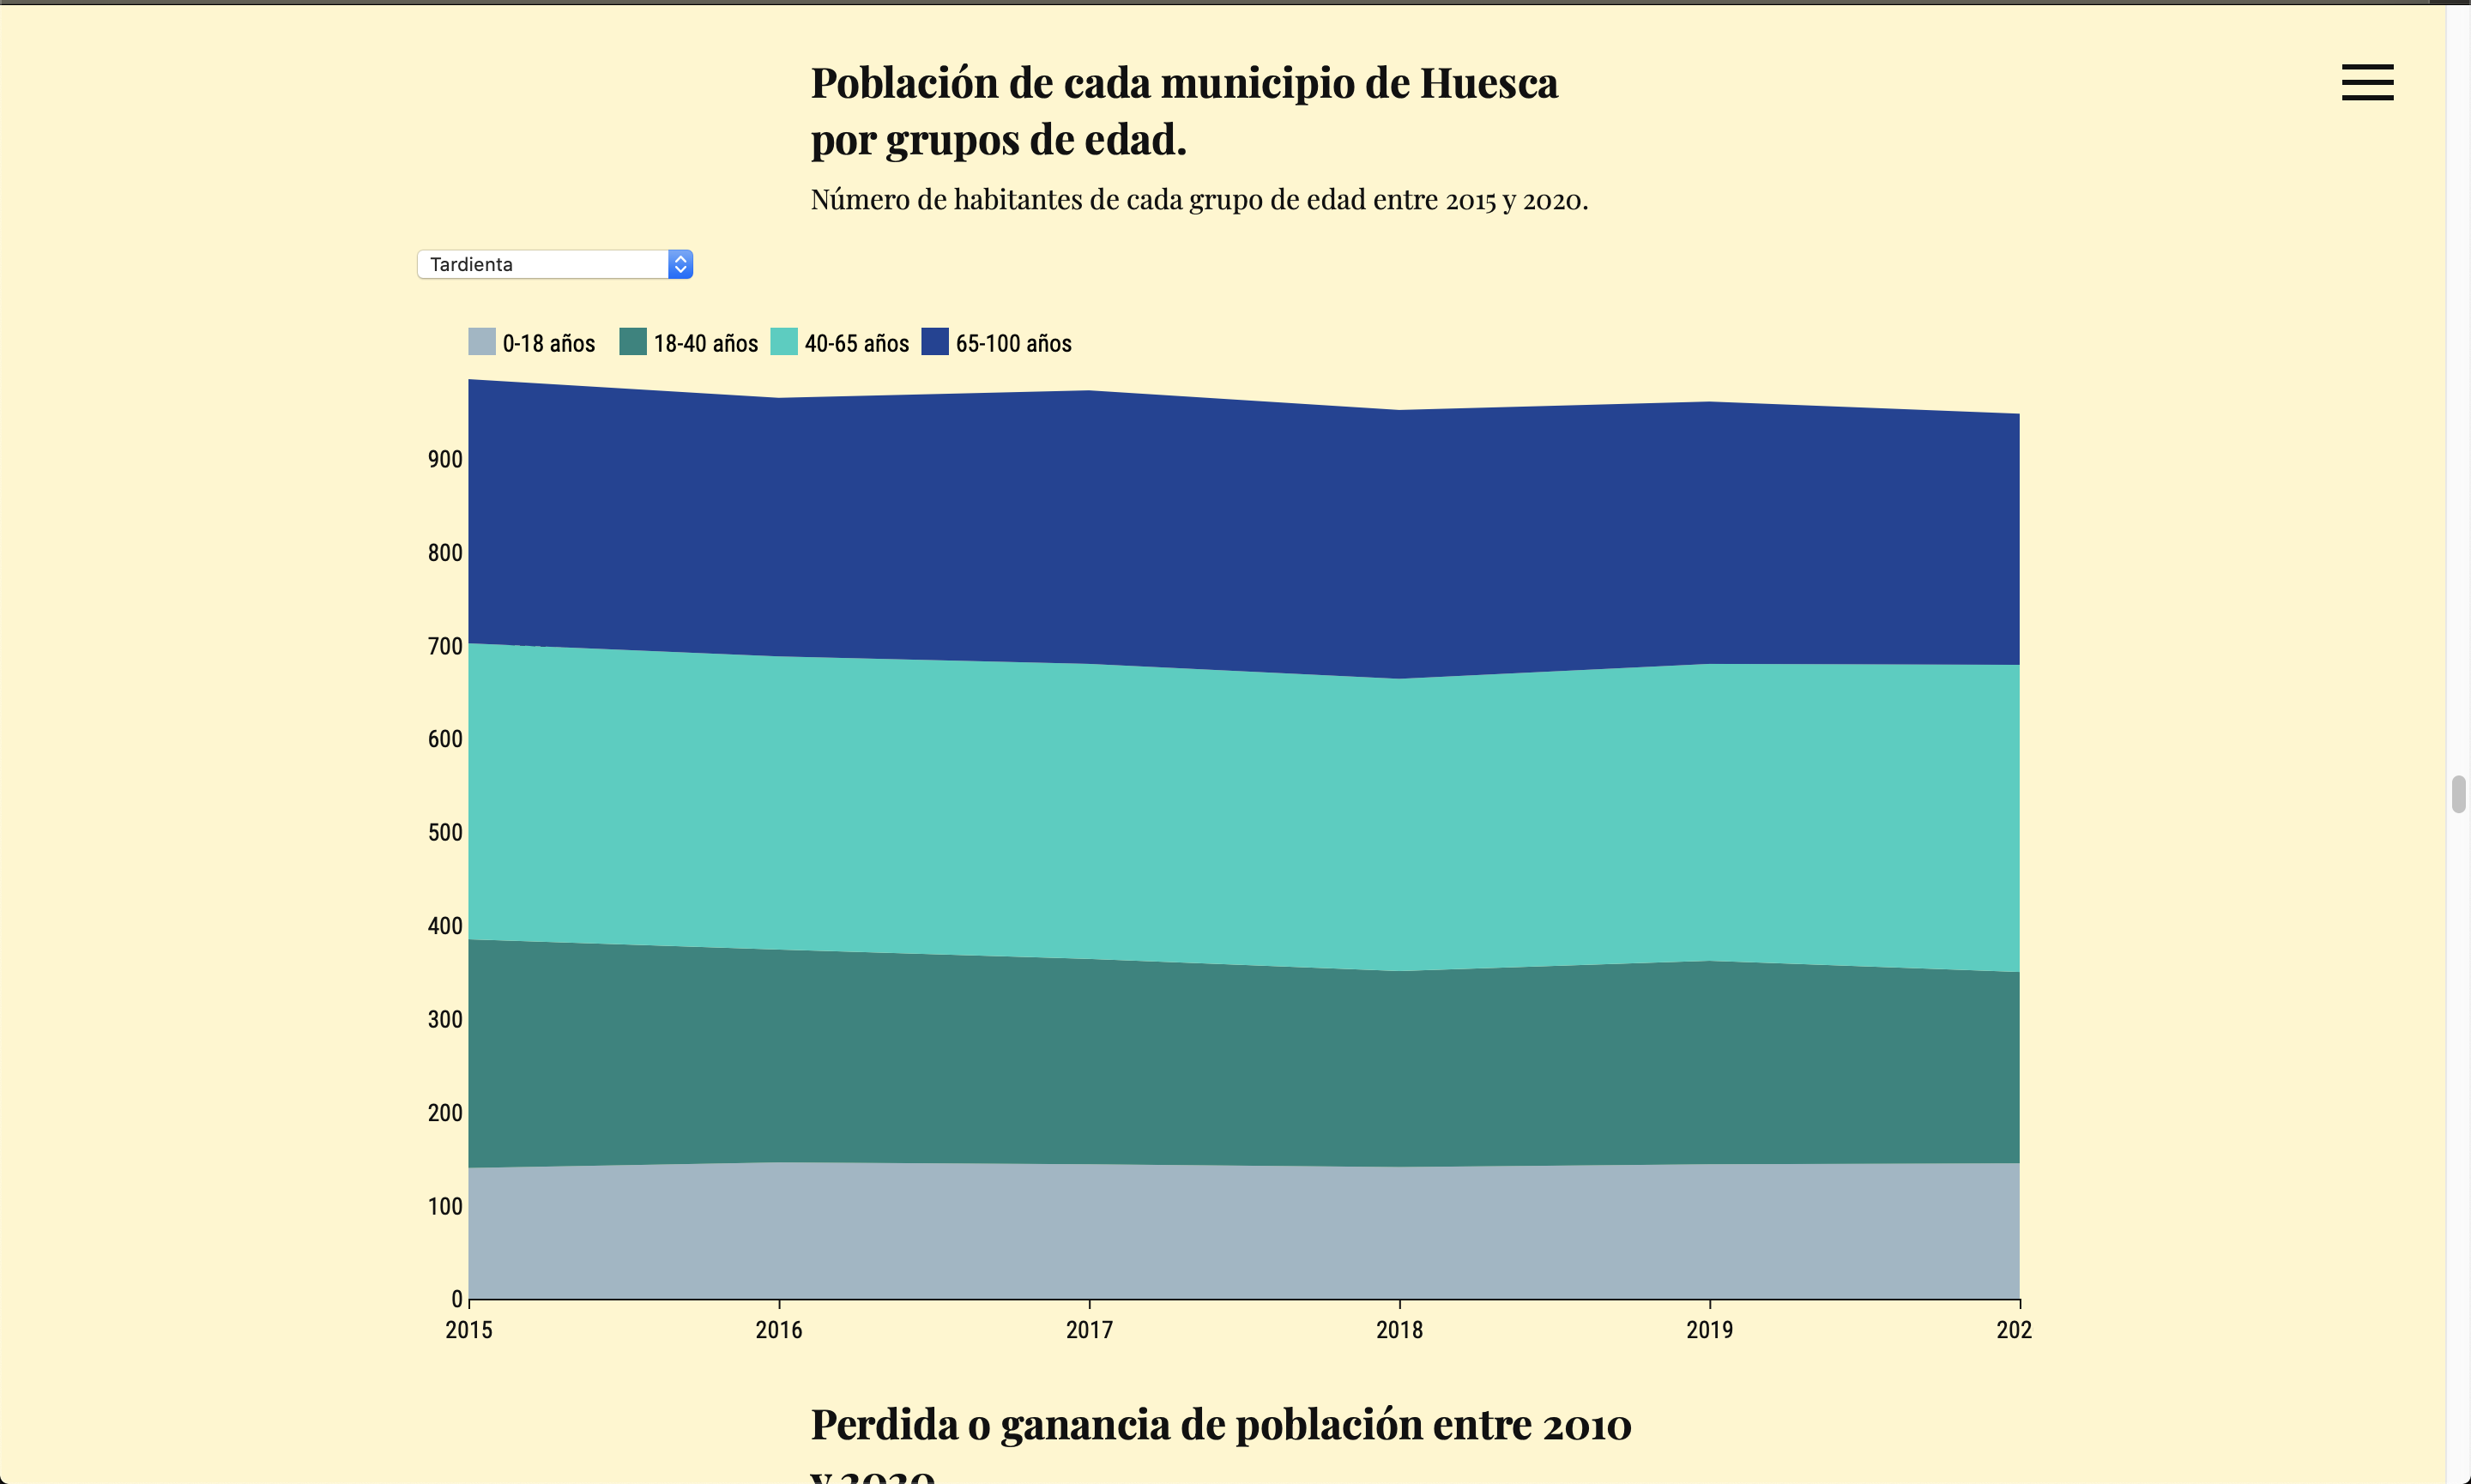 Población de cada municipio de Huesca
por grupos de edad.
Número de habitantes de cada grupo de edad entre 2015 y 2020.
Tardienta
0-18 años 18-40 años 40-65 años 65-100 años
900
800
700
600
500
400
300
200
100
0
2015 2016 2017 2018 2019 202
Perdida o ganancia de población entre 2010
y 2020